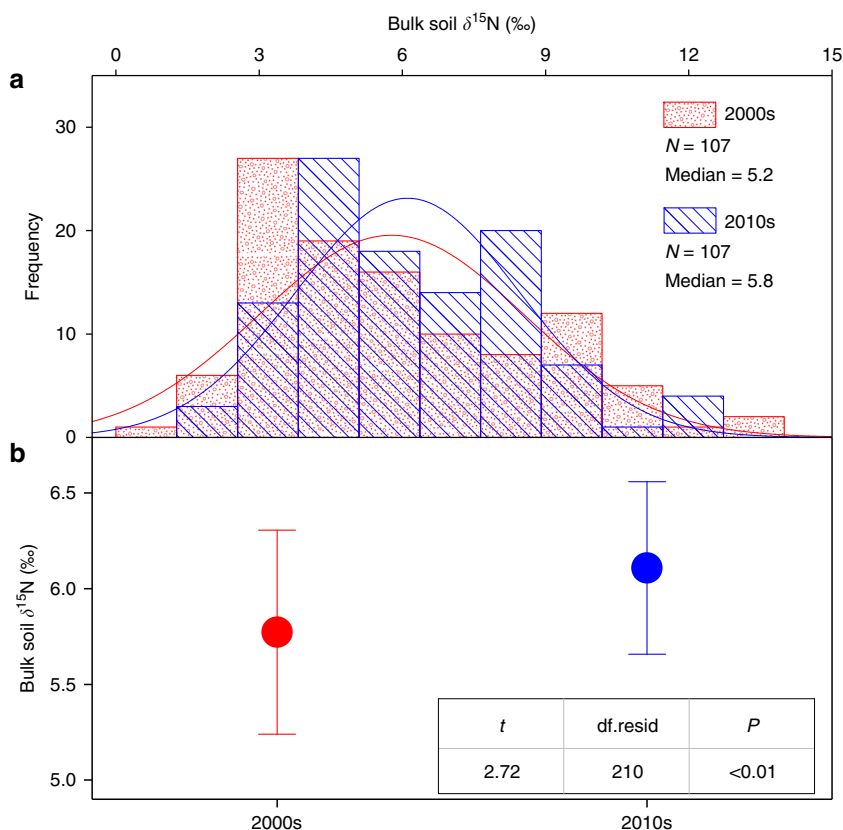 Bulk soil δ¹⁵N (‰)
0 3 6 9 12 15
a
30
20
10
0
Frequency
2000s
N = 107
Median = 5.2
2010s
N = 107
Median = 5.8
b
6.5
6.0
5.5
5.0
Bulk soil δ¹⁵N (‰)
t df.resid P
2.72 210 <0.01
2000s 2010s